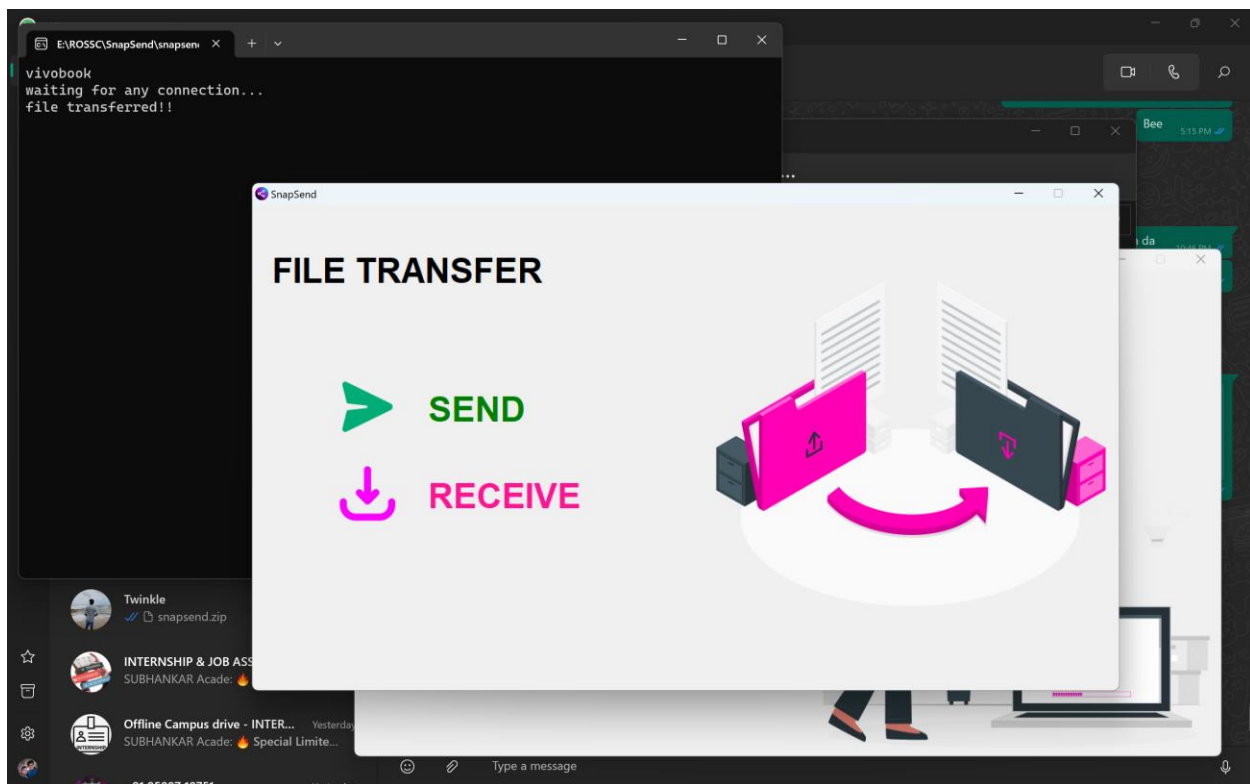 E:\ROSSC\SnapSend\snapsen
vivobook
waiting for any connection...
file transferred!!
Bee
5:15 PM
...
SnapSend
da
FILE TRANSFER
SEND
RECEIVE
Twinkle
snapsend.zip
INTERNSHIP & JOB ASS
SUBHANKAR Acade: 🔥
Offline Campus drive - INTER... Yesterday
SUBHANKAR Acade: 🔥 Special Limite...
INTERNSHIP
Type a message